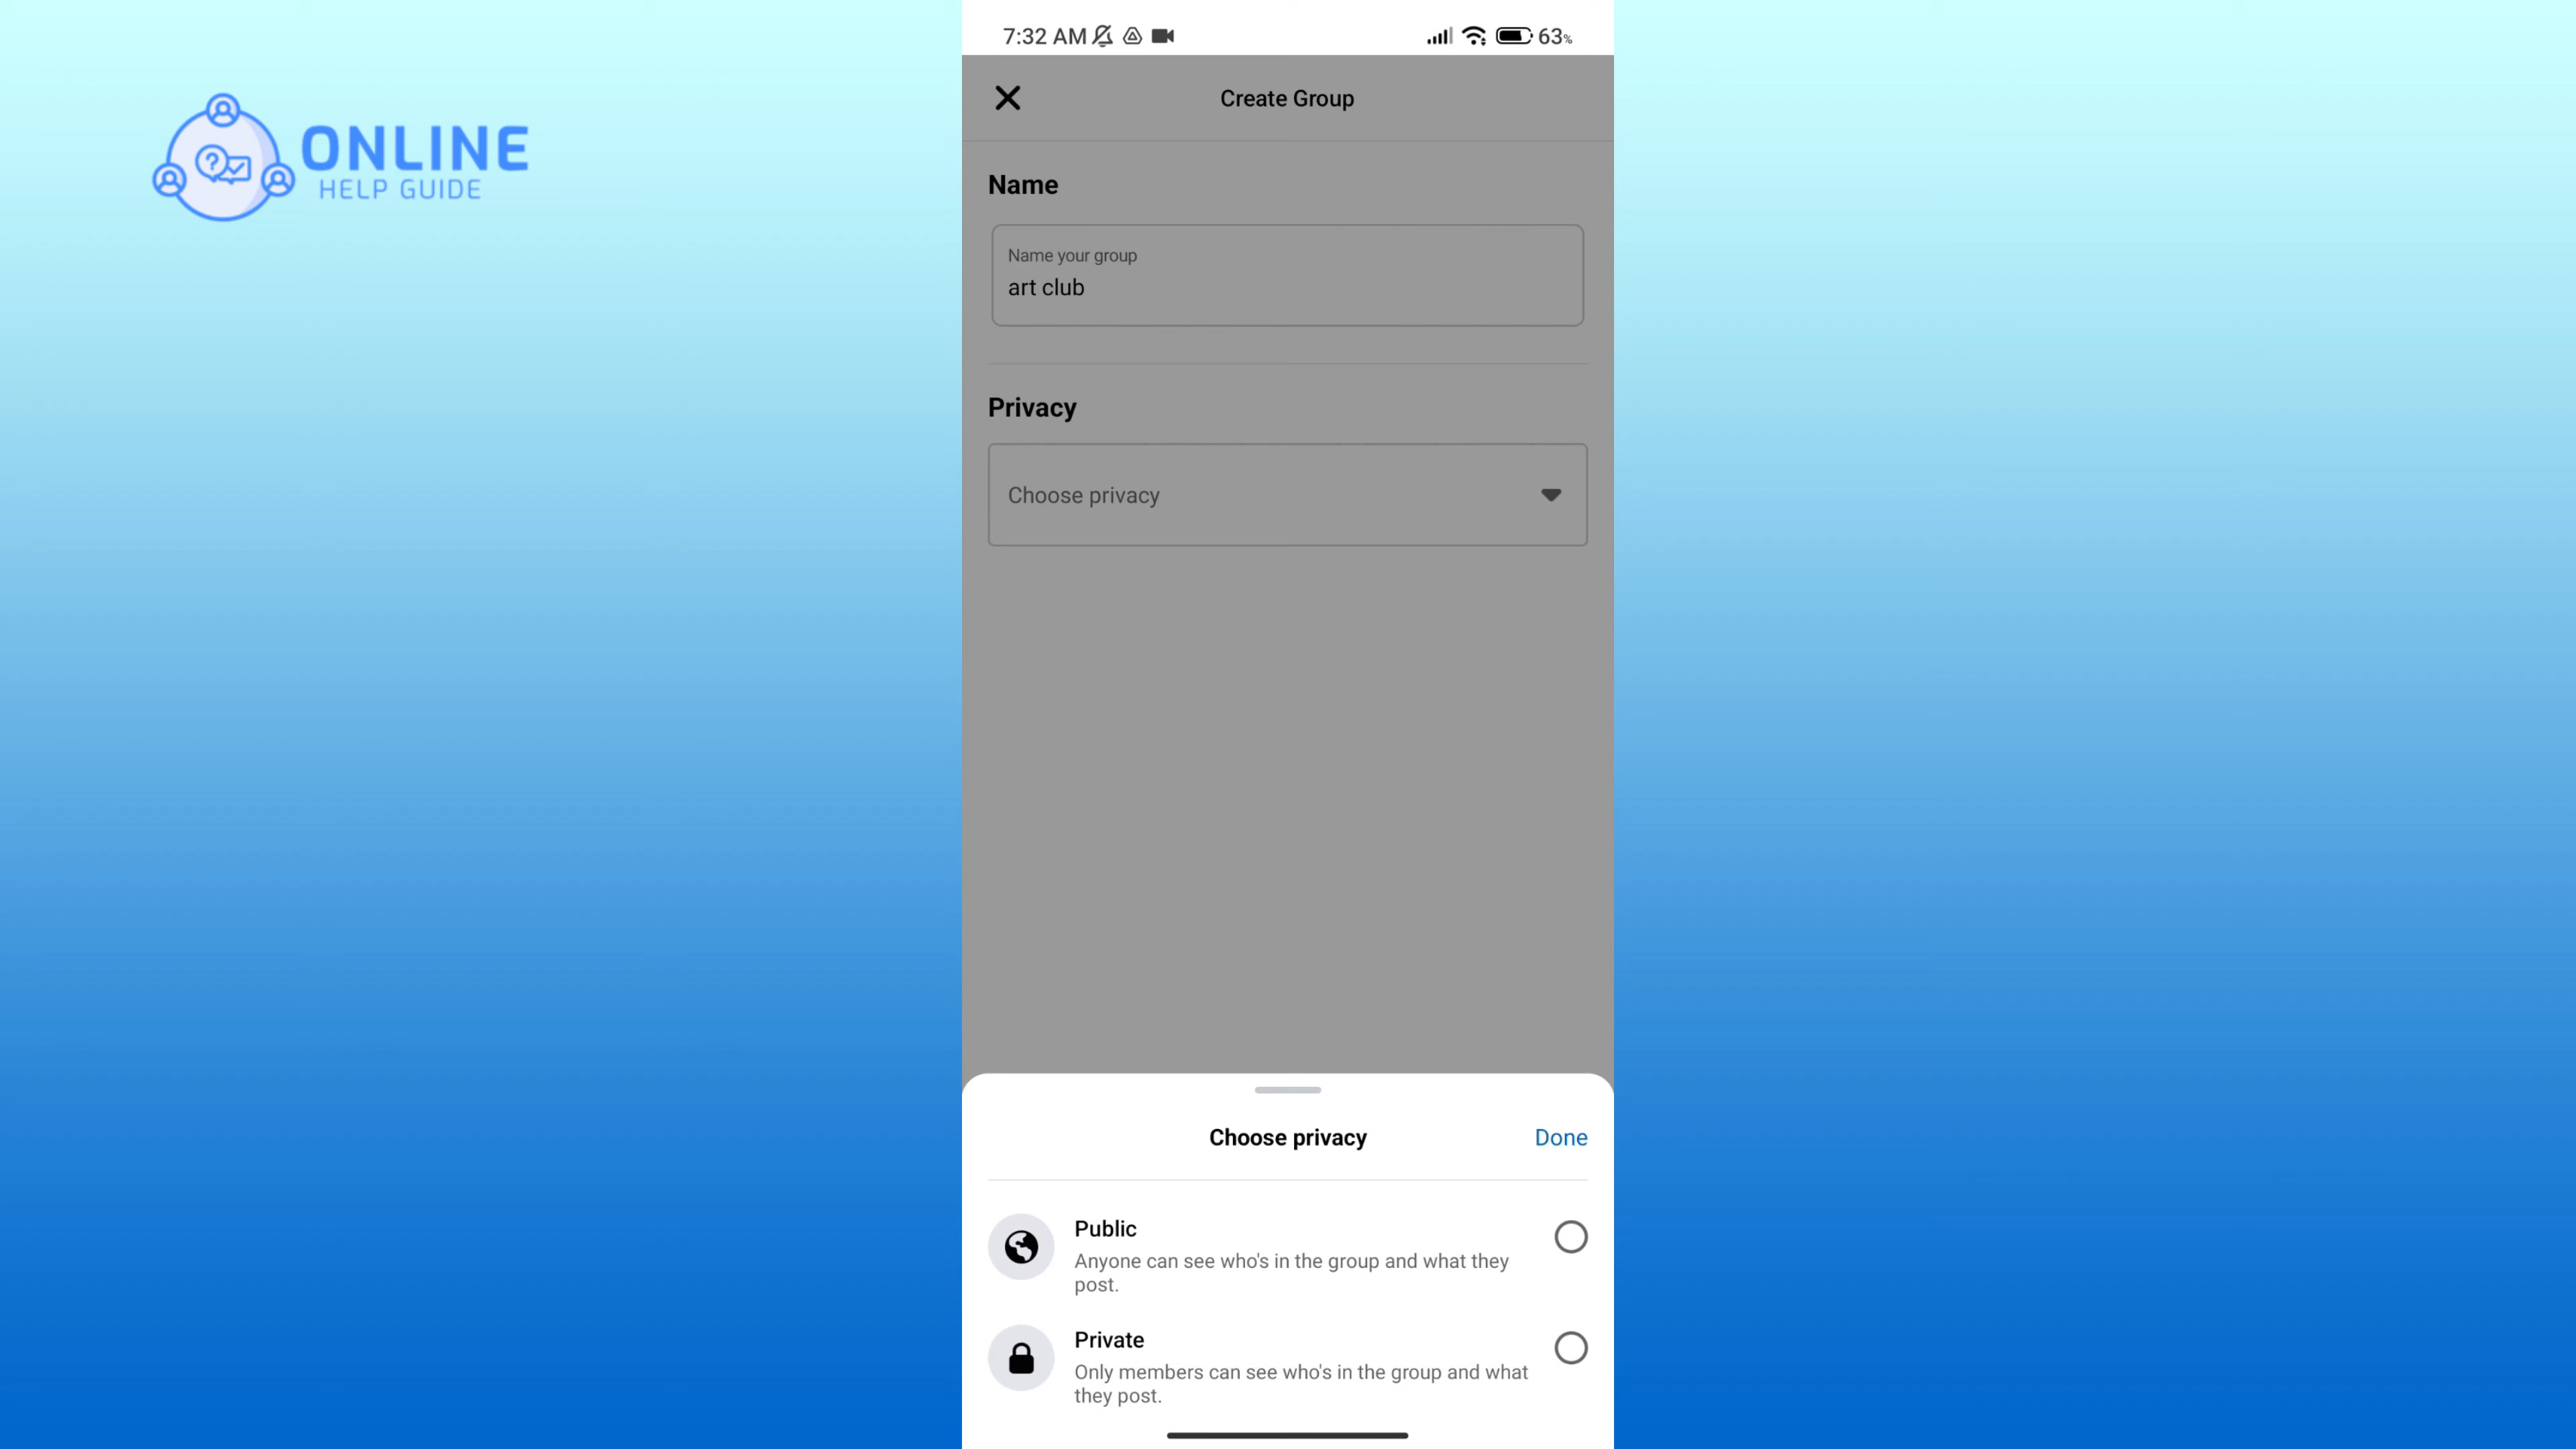 7:32 AM
63%
ONLINE
HELP GUIDE
Create Group
Name
Name your group
art club
Privacy
Choose privacy
Choose privacy
Done
Public
Anyone can see who's in the group and what they
post.
Private
Only members can see who's in the group and what
they post.